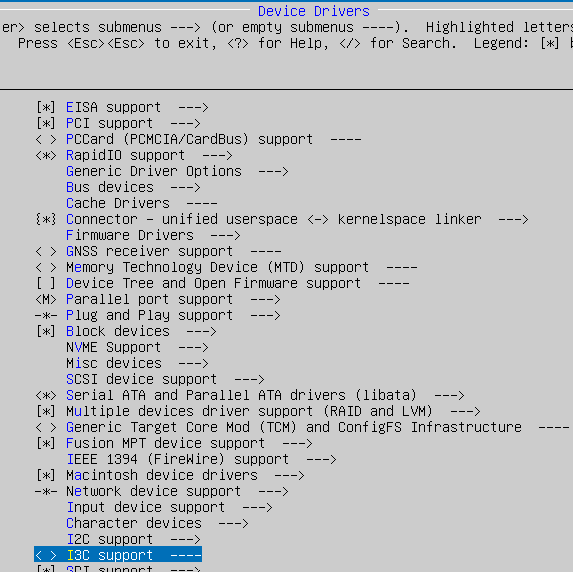 Device Drivers
er> selects submenus ---> (or empty submenus ----).  Highlighted letters
Press <Esc><Esc> to exit, <?> for Help, </> for Search.  Legend: [*] b
[*] EISA support  --->
[*] PCI support  --->
< > PCCard (PCMCIA/CardBus) support  ----
<*> RapidIO support  --->
Generic Driver Options  --->
Bus devices  --->
Cache Drivers  ----
{*} Connector - unified userspace <-> kernelspace linker  --->
Firmware Drivers  --->
< > GNSS receiver support  ----
< > Memory Technology Device (MTD) support  ----
[ ] Device Tree and Open Firmware support  ----
<M> Parallel port support  --->
-*- Plug and Play support  --->
[*] Block devices  --->
NVME Support  --->
Misc devices  --->
SCSI device support  --->
<*> Serial ATA and Parallel ATA drivers (libata)  --->
[*] Multiple devices driver support (RAID and LVM)  --->
< > Generic Target Core Mod (TCM) and ConfigFS Infrastructure  ----
[*] Fusion MPT device support  --->
IEEE 1394 (FireWire) support  --->
[*] Macintosh device drivers  --->
-*- Network device support  --->
Input device support  --->
Character devices  --->
I2C support  --->
< > I3C support  ----
[*] SPI support  --->